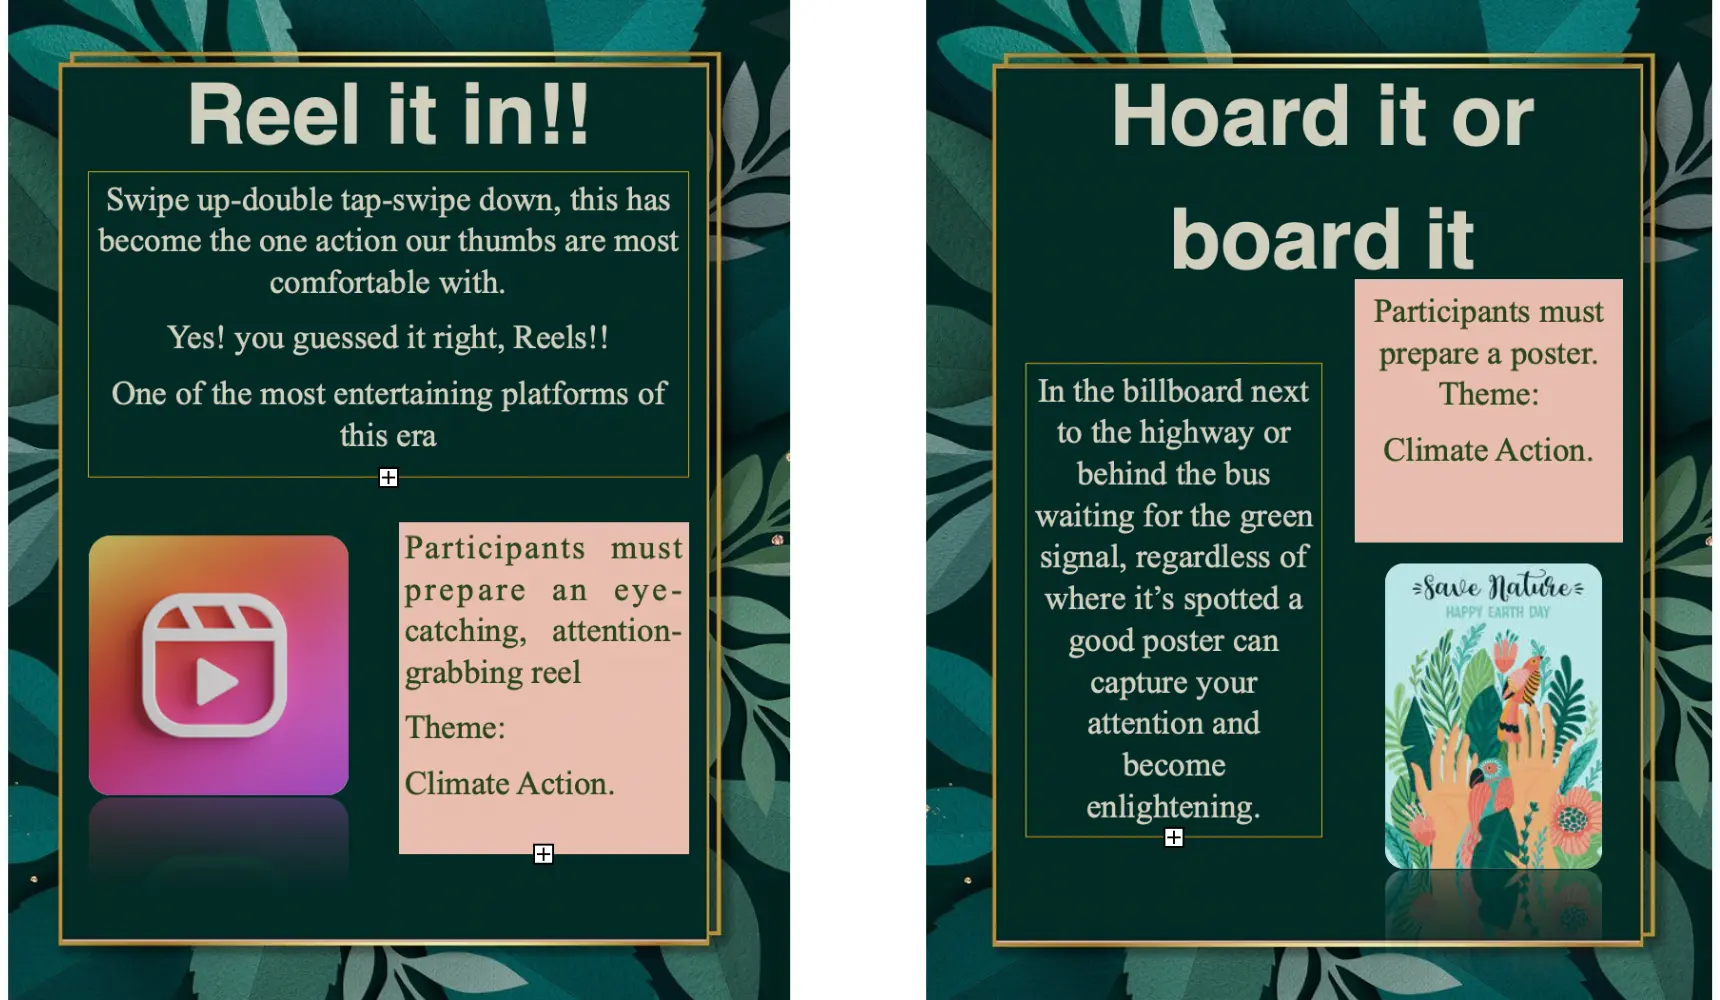 Reel it in!!
Swipe up-double tap-swipe down, this has
become the one action our thumbs are most
comfortable with.
Yes! you guessed it right, Reels!!
One of the most entertaining platforms of
this era
Participants must
prepare an eye-
catching, attention-
grabbing reel
Theme:
Climate Action.
Hoard it or
board it
In the billboard next
to the highway or
behind the bus
waiting for the green
signal, regardless of
where it’s spotted a
good poster can
capture your
attention and
become
enlightening.
Participants must
prepare a poster.
Theme:
Climate Action.
Save Nature
HAPPY EARTH DAY